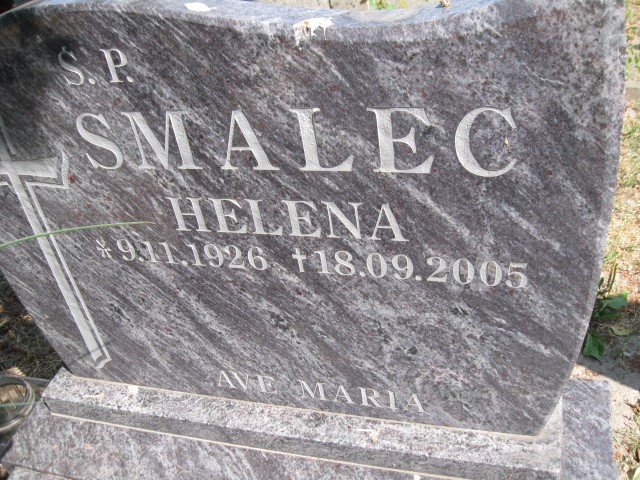 Ś.P.
SMALEC
HELENA
* 9.11.1926 †18.09.2005
AVE MARIA